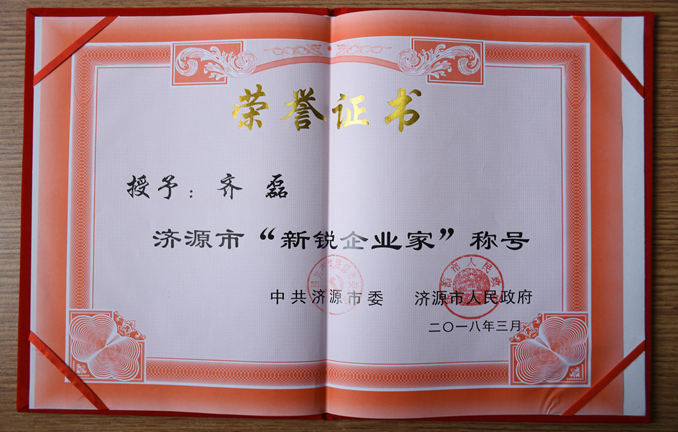 荣誉证书
授予：齐 磊
济源市“新锐企业家”称号
中共济源市委 济源市人民政府
二〇一八年三月